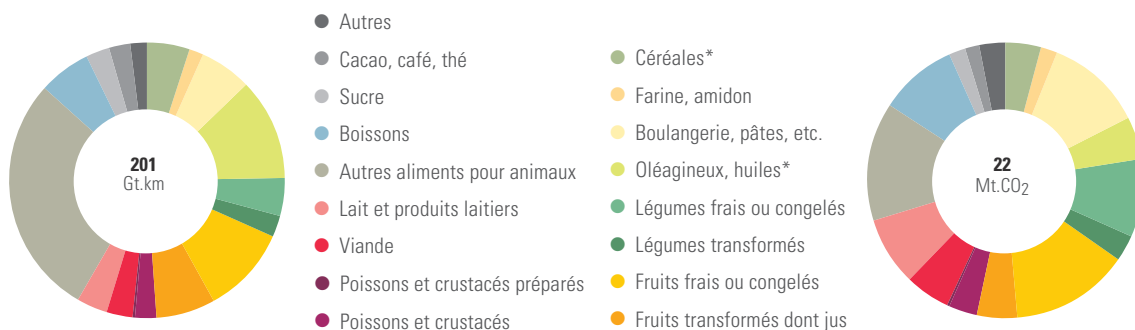 201
Gt.km
Autres
Cacao, café, thé
Sucre
Boissons
Autres aliments pour animaux
Lait et produits laitiers
Viande
Poissons et crustacés préparés
Poissons et crustacés
Céréales*
Farine, amidon
Boulangerie, pâtes, etc.
Oléagineux, huiles*
Légumes frais ou congelés
Légumes transformés
Fruits frais ou congelés
Fruits transformés dont jus
22
Mt.CO₂